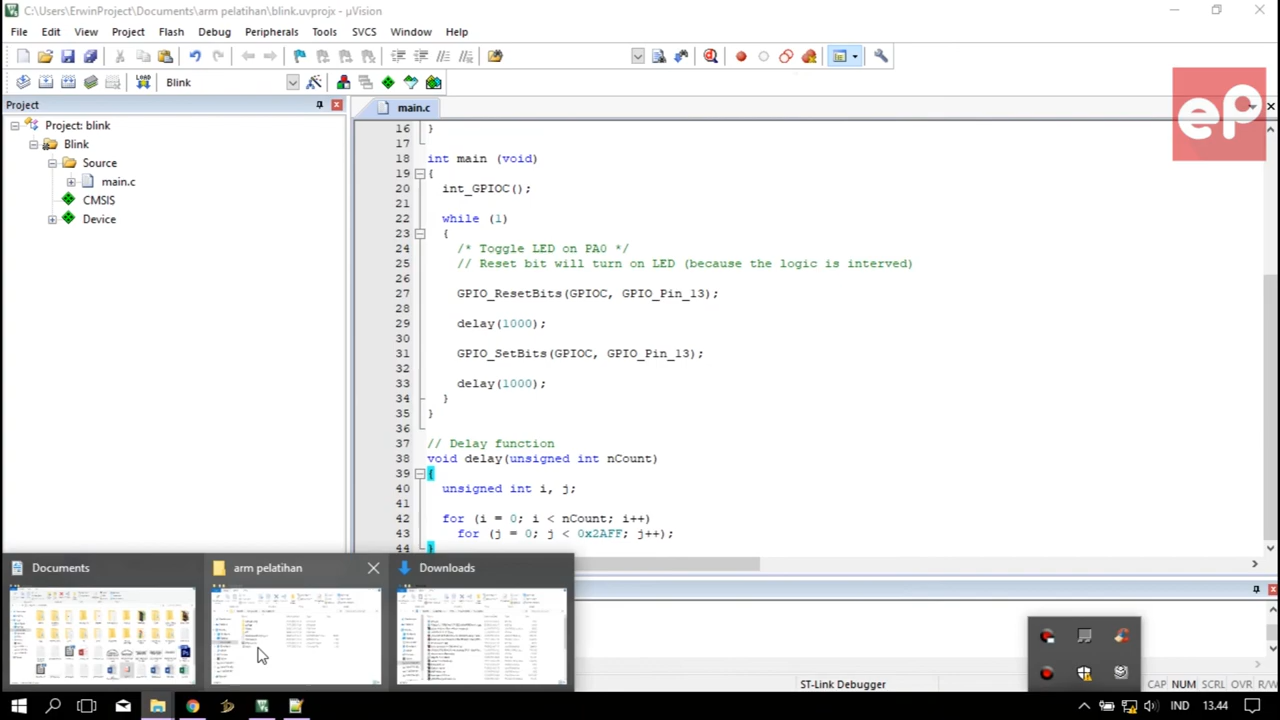 C:\Users\ErwinProject\Documents\arm pelatihan\blink.uvprojx - µVision
File Edit View Project Flash Debug Peripherals Tools SVCS Window Help
LOAD Blink
Project
main.c
ep
Project: blink
Blink
Source
main.c
CMSIS
Device
16 }
17
18 int main (void)
19 {
20 int_GPIOC();
21
22 while (1)
23 {
24 /* Toggle LED on PA0 */
25 // Reset bit will turn on LED (because the logic is interved)
26
27 GPIO_ResetBits(GPIOC, GPIO_Pin_13);
28
29 delay(1000);
30
31 GPIO_SetBits(GPIOC, GPIO_Pin_13);
32
33 delay(1000);
34 }
35 }
36
37 // Delay function
38 void delay(unsigned int nCount)
39 {
40 unsigned int i, j;
41
42 for (i = 0; i < nCount; i++)
43 for (j = 0; j < 0x2AFF; j++);
44 }
Documents
arm pelatihan
Downloads
ST-Link Debugger
CAP NUM SCRL OVR R/W
IND 13.44